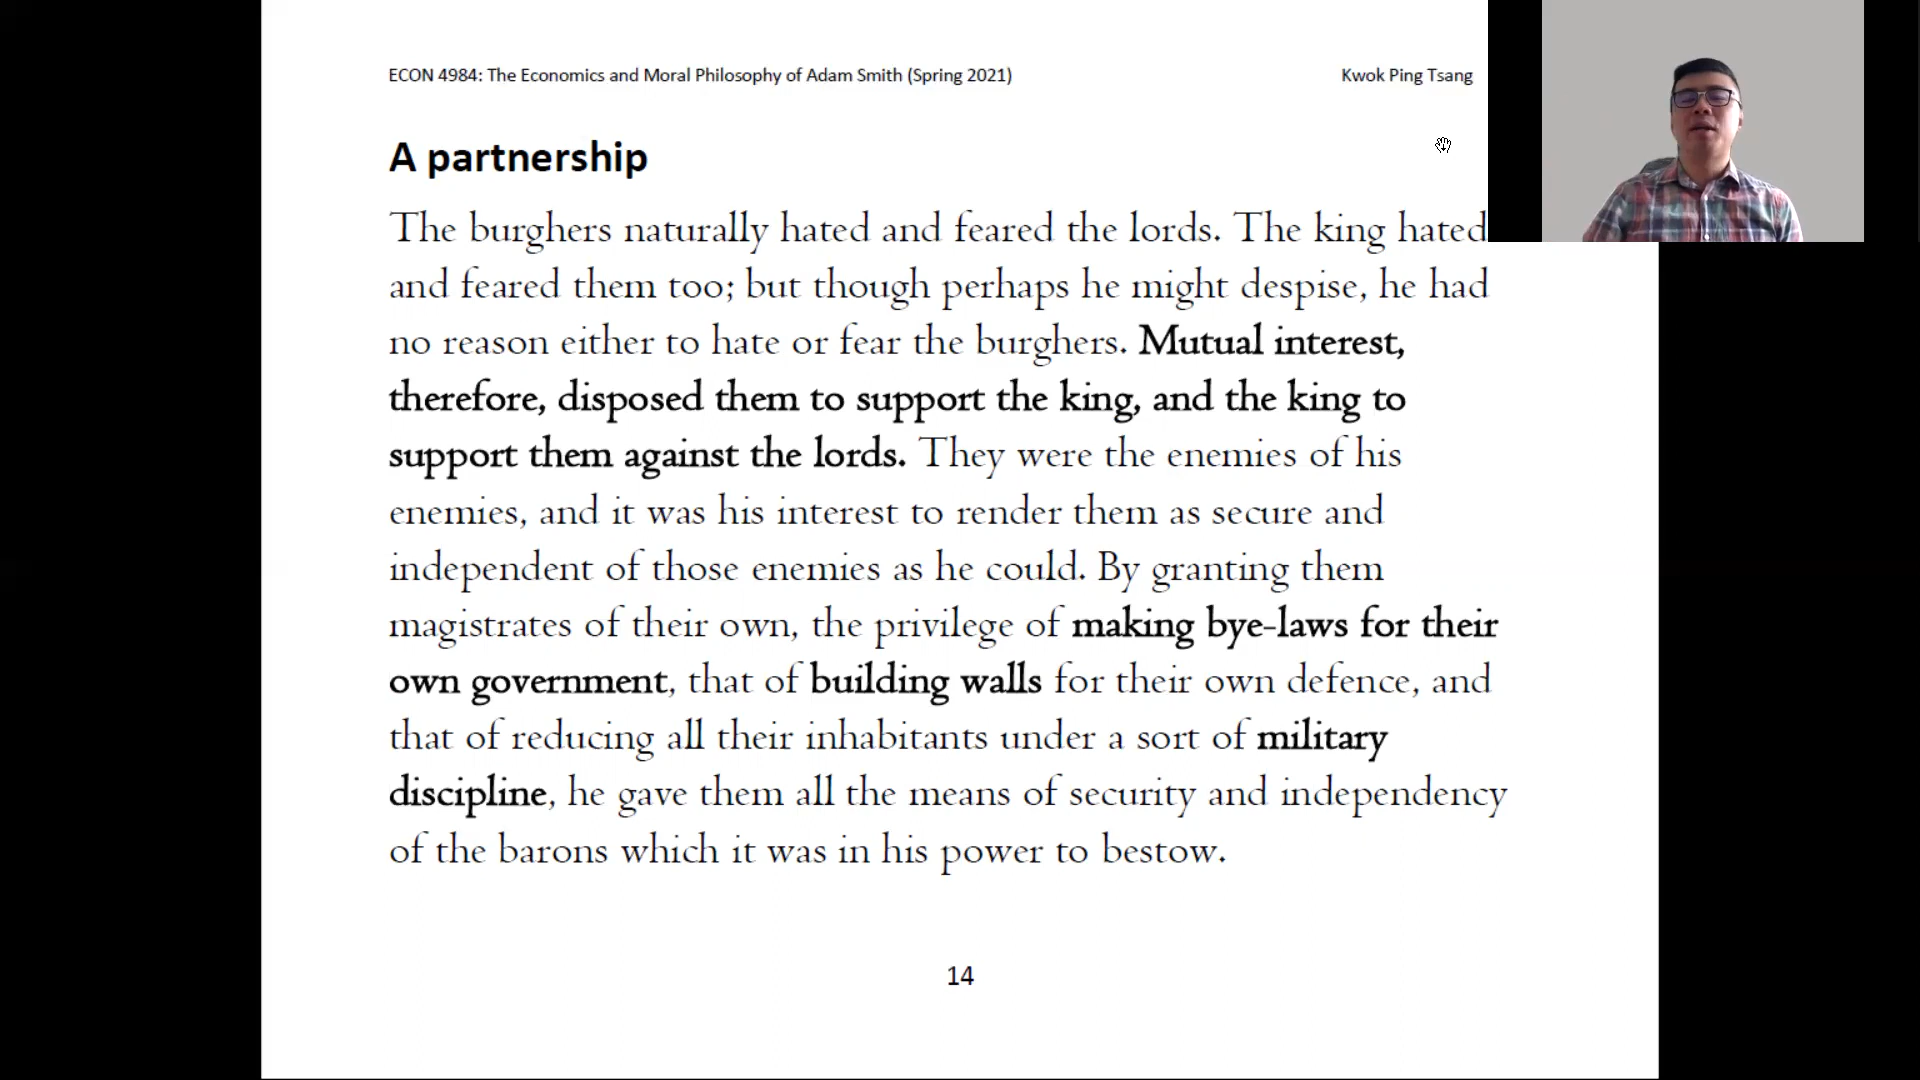 ECON 4984: The Economics and Moral Philosophy of Adam Smith (Spring 2021) Kwok Ping Tsang
A partnership
The burghers naturally hated and feared the lords. The king hated
and feared them too; but though perhaps he might despise, he had
no reason either to hate or fear the burghers. Mutual interest,
therefore, disposed them to support the king, and the king to
support them against the lords. They were the enemies of his
enemies, and it was his interest to render them as secure and
independent of those enemies as he could. By granting them
magistrates of their own, the privilege of making bye-laws for their
own government, that of building walls for their own defence, and
that of reducing all their inhabitants under a sort of military
discipline, he gave them all the means of security and independency
of the barons which it was in his power to bestow.
14